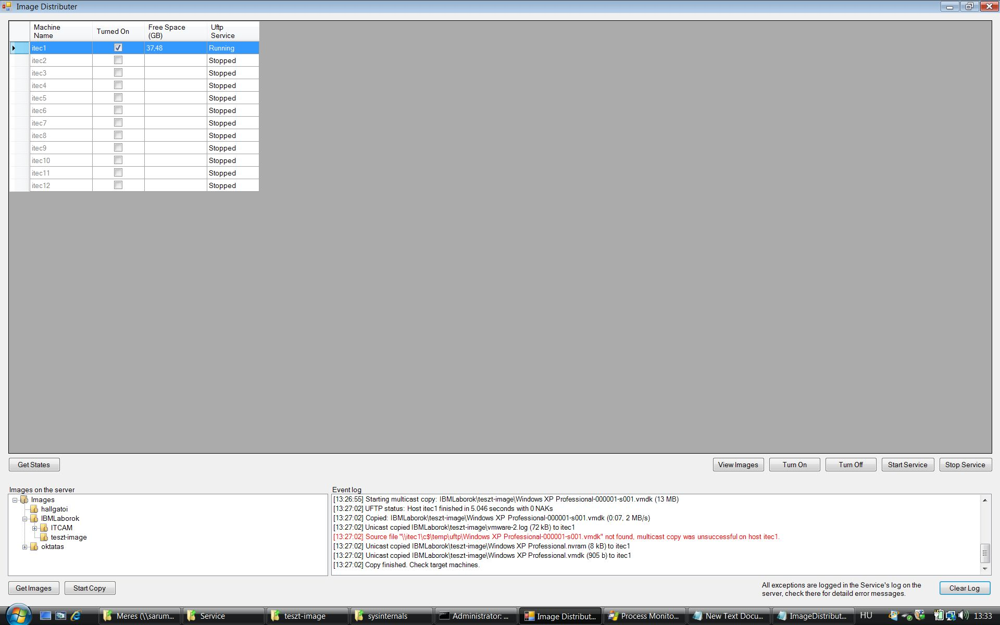 Image Distributer
Machine Name
Turned On
Free Space (GB)
Uftp Service
itec1 37,48 Running
itec2 Stopped
itec3 Stopped
itec4 Stopped
itec5 Stopped
itec6 Stopped
itec7 Stopped
itec8 Stopped
itec9 Stopped
itec10 Stopped
itec11 Stopped
itec12 Stopped
Get States
View Images
Turn On
Turn Off
Start Service
Stop Service
Images on the server
Images
hallgatoi
IBMLaborok
ITCAM
teszt-image
oktatas
Event log
[13:26:55] Starting multicast copy: IBMLaborok\teszt-image\Windows XP Professional-000001-s001.vmdk (13 MB)
[13:27:02] UFTP status: Host itec1 finished in 5.046 seconds with 0 NAKs
[13:27:02] Copied: IBMLaborok\teszt-image\Windows XP Professional-000001-s001.vmdk (0:07, 2 MB/s)
[13:27:02] Unicast copied IBMLaborok\teszt-image\vmware-2.log (72 kB) to itec1
[13:27:02] Source file "\\itec1\c$\temp\uftp\Windows XP Professional-000001-s001.vmdk" not found, multicast copy was unsuccessful on host itec1.
[13:27:02] Unicast copied IBMLaborok\teszt-image\Windows XP Professional.nvram (8 kB) to itec1
[13:27:02] Unicast copied IBMLaborok\teszt-image\Windows XP Professional.vmdk (905 b) to itec1
[13:27:02] Copy finished. Check target machines.
Get Images
Start Copy
All exceptions are logged in the Service's log on the
server, check there for detaild error messages.
Clear Log
Meres (\\sarum...
Service
teszt-image
sysinternals
Administrator: ...
Image Distribut...
Process Monito...
New Text Docu...
ImageDistribut...
HU
13:33